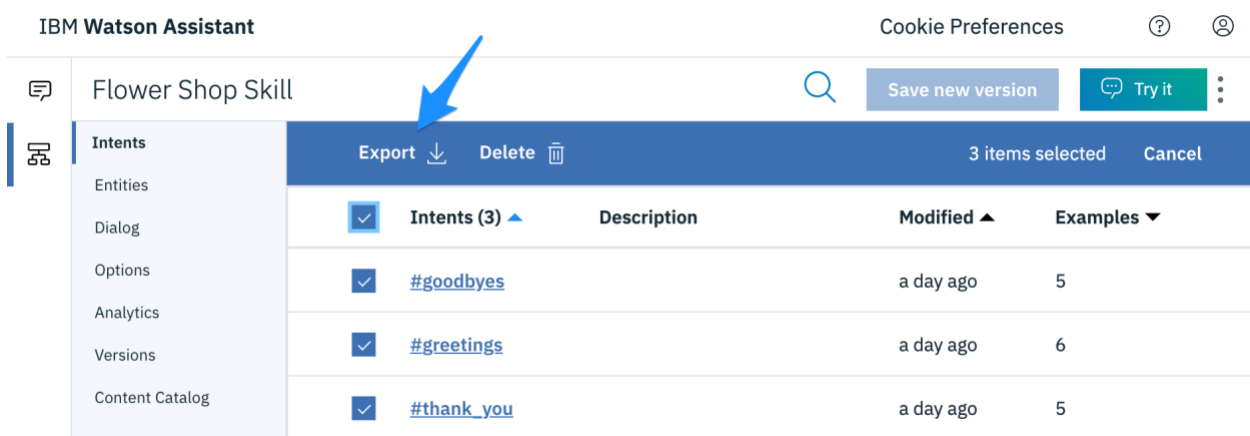 IBM Watson Assistant Cookie Preferences
Flower Shop Skill Save new version Try it
Intents
Entities
Dialog
Options
Analytics
Versions
Content Catalog
Export Delete 3 items selected Cancel
Intents (3) Description Modified Examples
#goodbyes a day ago 5
#greetings a day ago 6
#thank_you a day ago 5